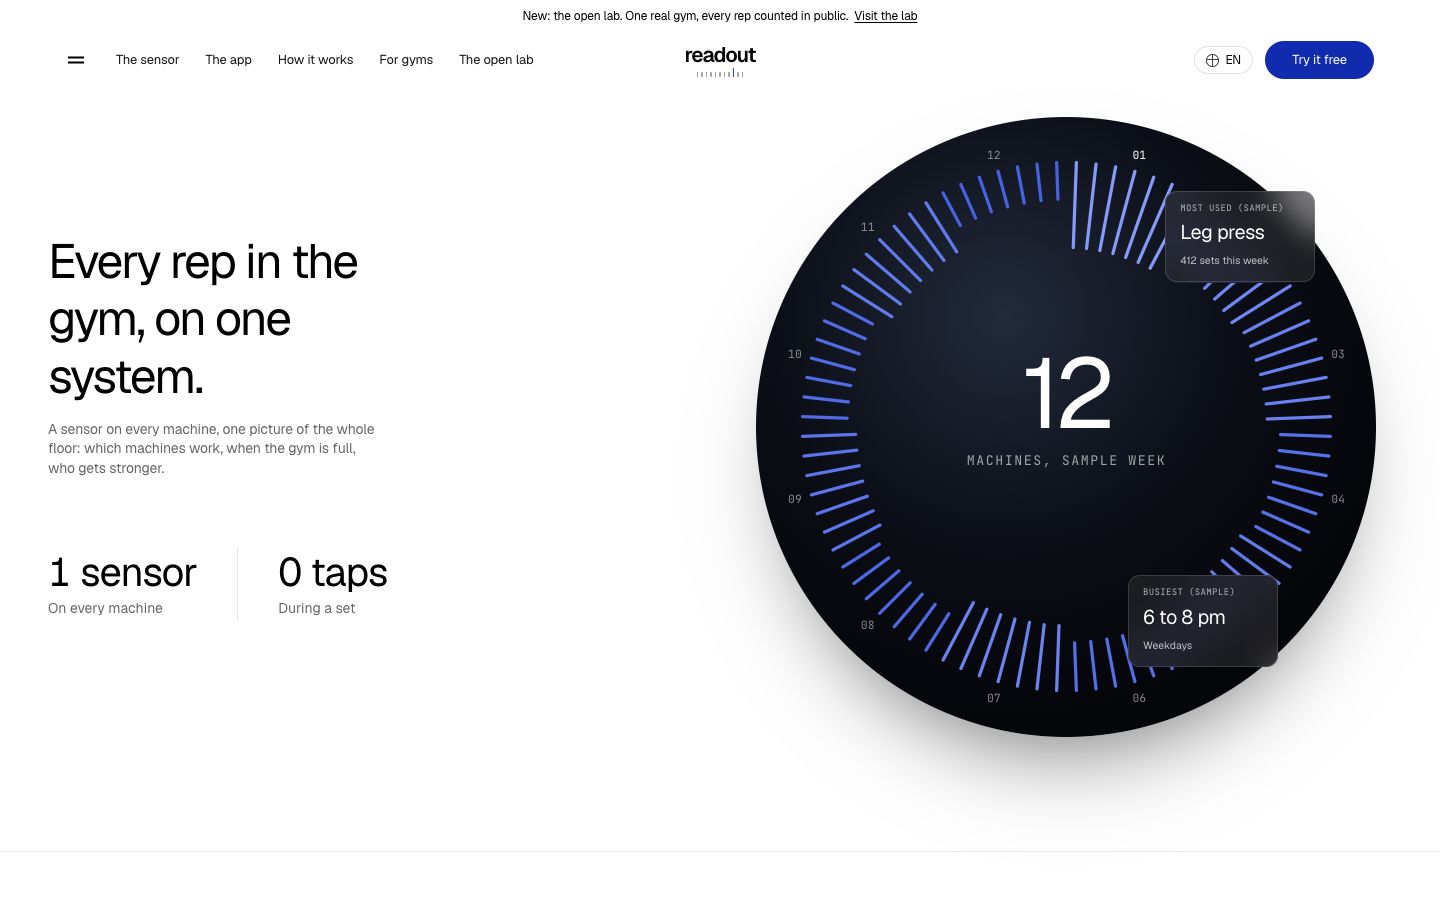 New: the open lab. One real gym, every rep counted in public. Visit the lab
The sensor
The app
How it works
For gyms
The open lab
readout
EN
Try it free
Every rep in the
gym, on one
system.
A sensor on every machine, one picture of the whole
floor: which machines work, when the gym is full,
who gets stronger.
1 sensor
On every machine
0 taps
During a set
12
01
11
MOST USED (SAMPLE)
Leg press
412 sets this week
10
03
12
MACHINES, SAMPLE WEEK
09
04
BUSIEST (SAMPLE)
6 to 8 pm
Weekdays
08
07
06